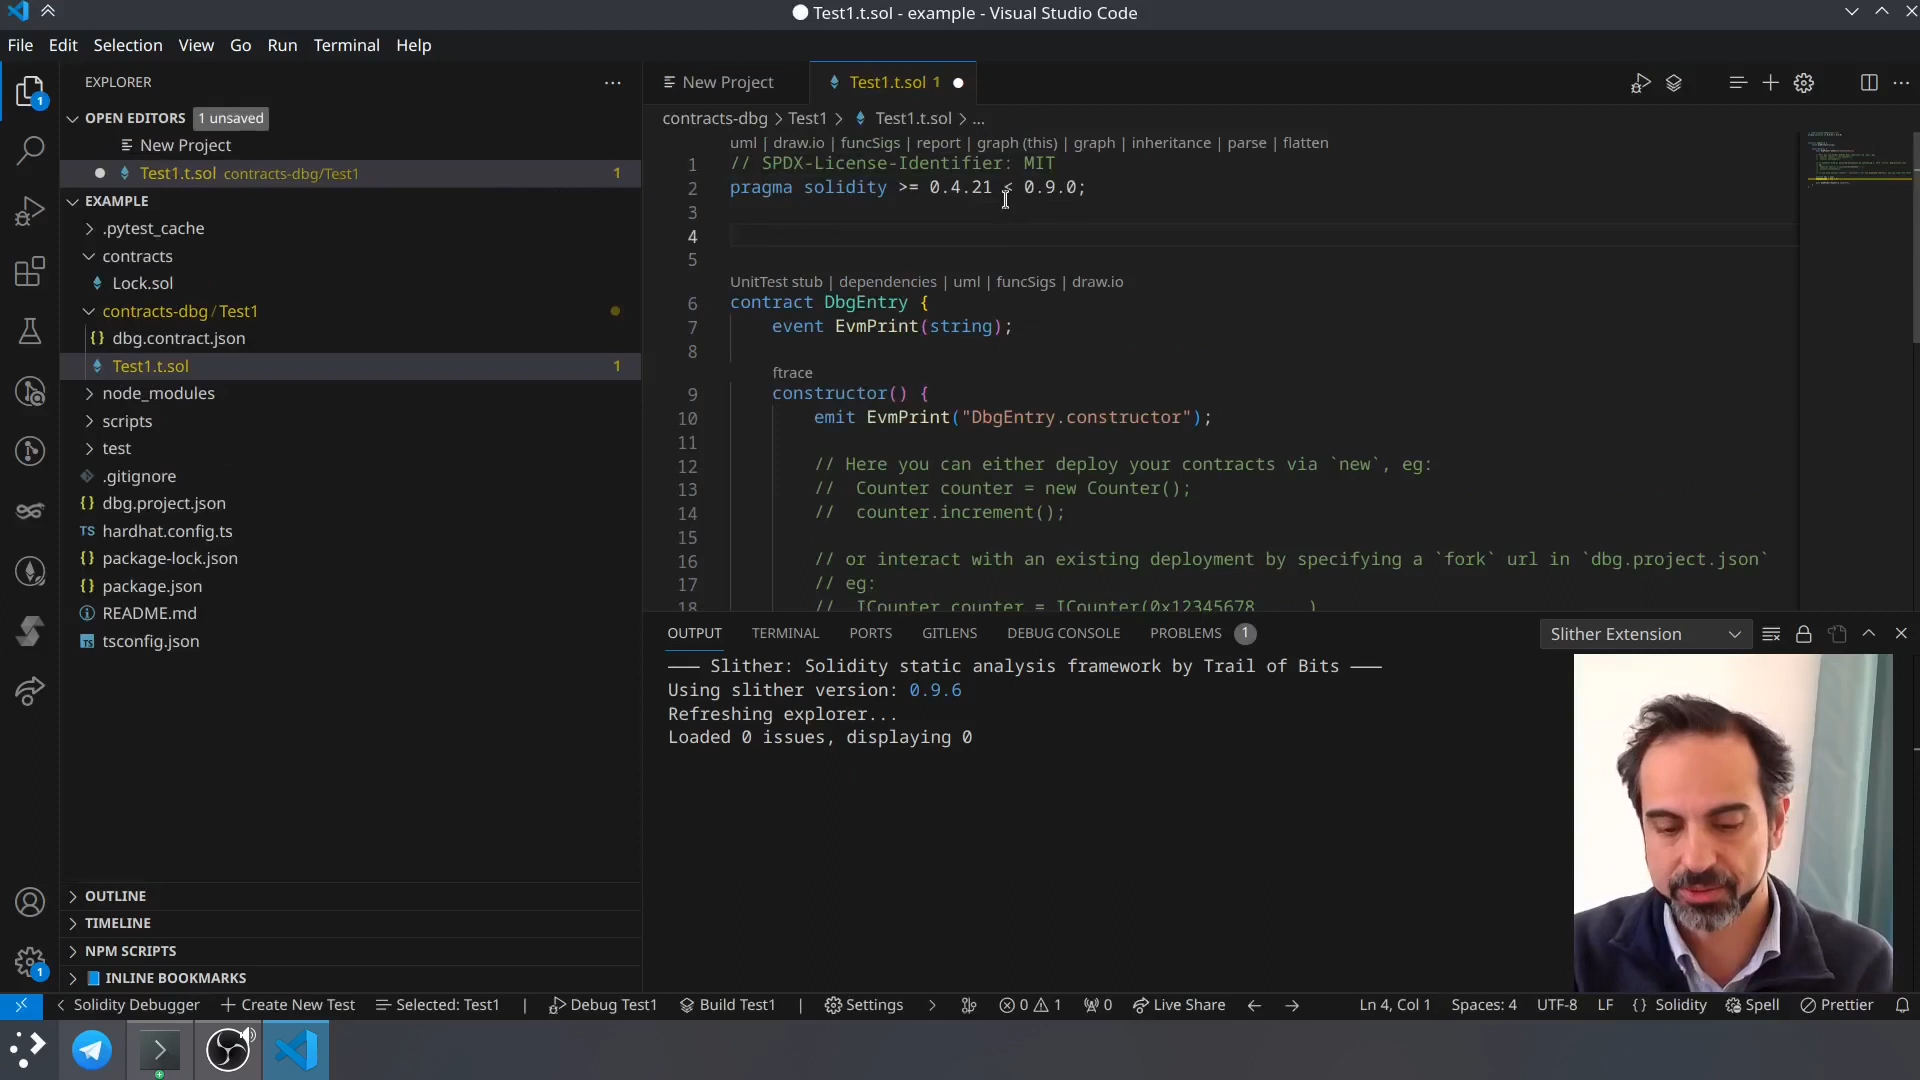 Test1.t.sol - example - Visual Studio Code
File Edit Selection View Go Run Terminal Help
EXPLORER
OPEN EDITORS 1 unsaved
New Project
Test1.t.sol contracts-dbg/Test1 1
EXAMPLE
.pytest_cache
contracts
Lock.sol
contracts-dbg / Test1
dbg.contract.json
Test1.t.sol 1
node_modules
scripts
test
.gitignore
dbg.project.json
TS hardhat.config.ts
package-lock.json
package.json
README.md
tsconfig.json
OUTLINE
TIMELINE
NPM SCRIPTS
INLINE BOOKMARKS
1
1
New Project Test1.t.sol 1
contracts-dbg > Test1 > Test1.t.sol > ...
uml | draw.io | funcSigs | report | graph (this) | graph | inheritance | parse | flatten
1 // SPDX-License-Identifier: MIT
2 pragma solidity >= 0.4.21 < 0.9.0;
3
4
5
UnitTest stub | dependencies | uml | funcSigs | draw.io
6 contract DbgEntry {
7 event EvmPrint(string);
8
ftrace
9 constructor() {
10 emit EvmPrint("DbgEntry.constructor");
11
12 // Here you can either deploy your contracts via `new`, eg:
13 //  Counter counter = new Counter();
14 //  counter.increment();
15
16 // or interact with an existing deployment by specifying a `fork` url in `dbg.project.json`
17 // eg:
18 //  ICounter counter = ICounter(0x12345678     )
OUTPUT TERMINAL PORTS GITLENS DEBUG CONSOLE PROBLEMS 1 Slither Extension
─── Slither: Solidity static analysis framework by Trail of Bits ───
Using slither version: 0.9.6
Refreshing explorer...
Loaded 0 issues, displaying 0
Solidity Debugger + Create New Test Selected: Test1 | Debug Test1 Build Test1 | Settings > 0 1 0 Live Share Ln 4, Col 1 Spaces: 4 UTF-8 LF {} Solidity Spell Prettier